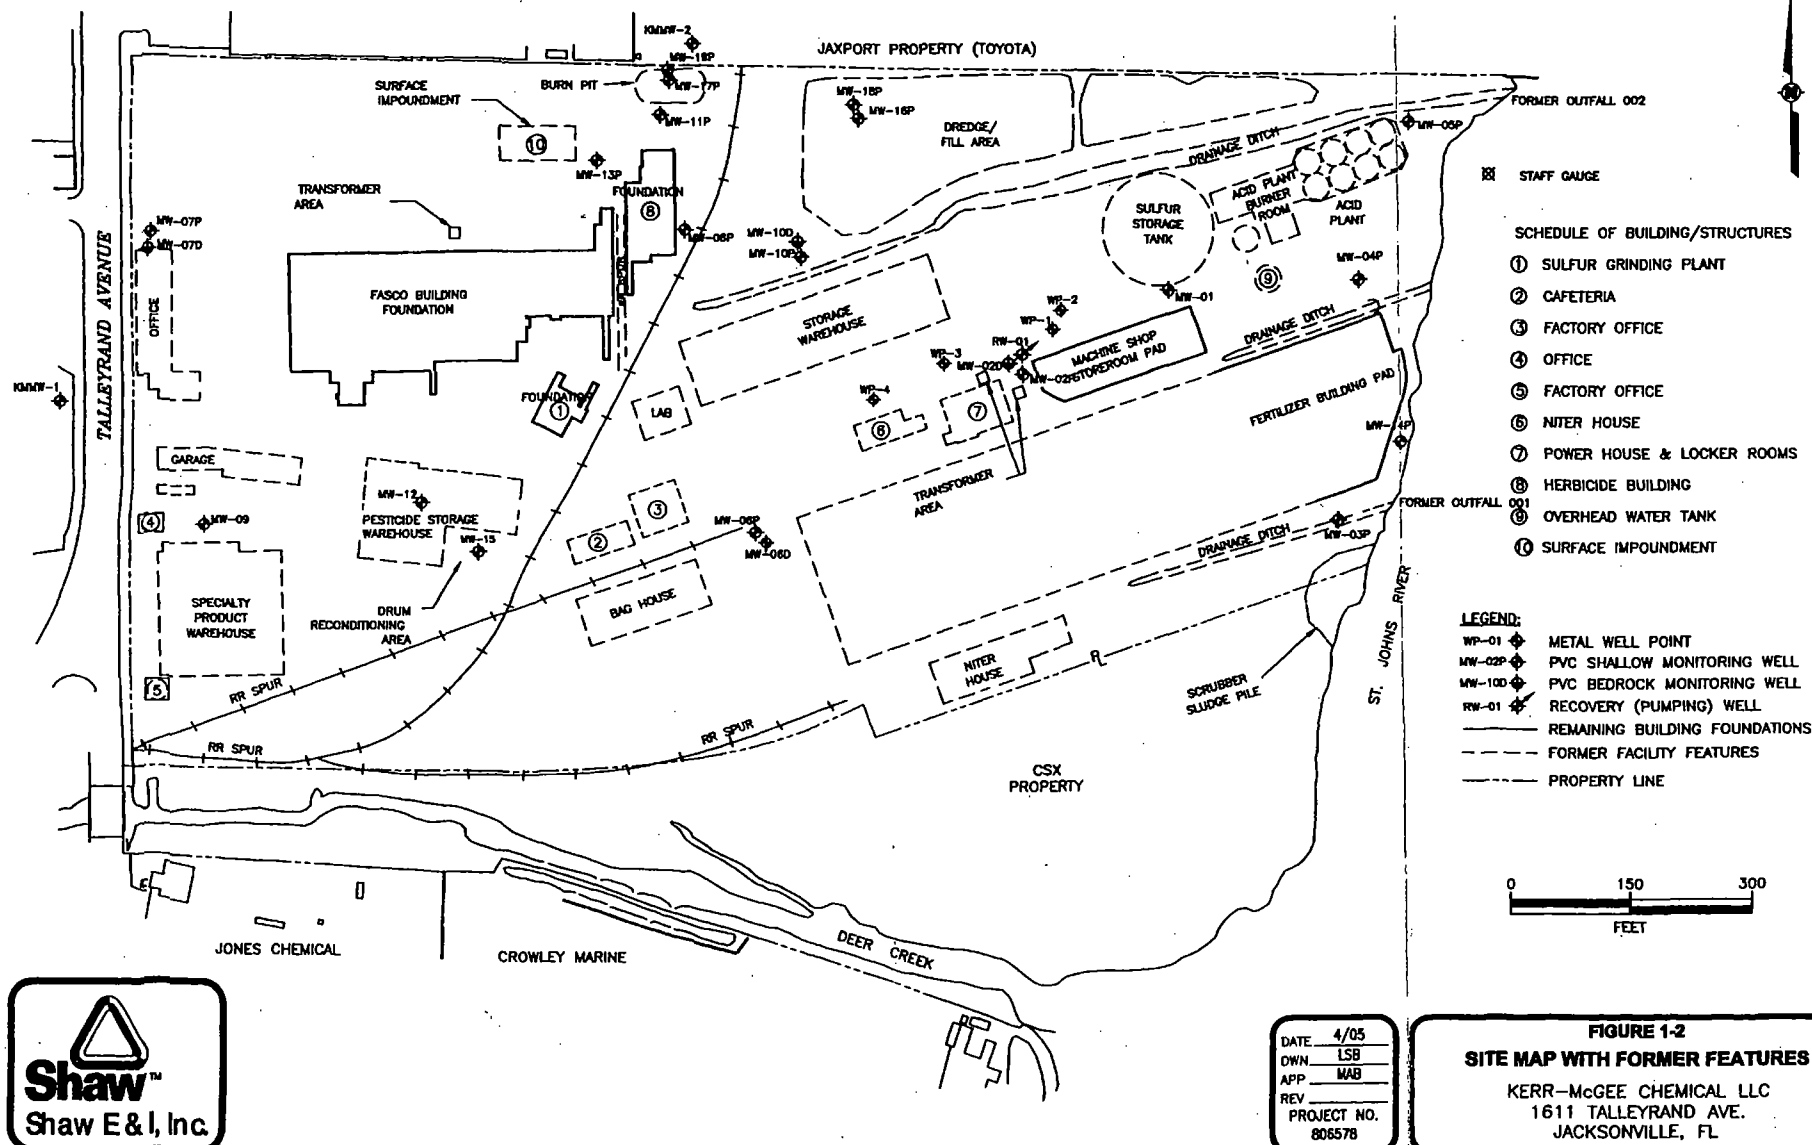 KMMW-2
MW-19P
JAXPORT PROPERTY (TOYOTA)
SURFACE
IMPOUNDMENT
BURN PIT
MW-17P
MW-11P
MW-18P
MW-16P
DREDGE/
FILL AREA
FORMER OUTFALL 002
MW-05P
DRAINAGE DITCH
10
MW-13P
STAFF GAUGE
TRANSFORMER
AREA
FOUNDATION
8
ACID PLANT
BURNER
ROOM
ACID
PLANT
SULFUR
STORAGE
TANK
MW-07P
MW-07D
MW-08P
MW-10D
MW-10P
SCHEDULE OF BUILDING/STRUCTURES
1 SULFUR GRINDING PLANT
2 CAFETERIA
3 FACTORY OFFICE
4 OFFICE
5 FACTORY OFFICE
6 NITER HOUSE
7 POWER HOUSE & LOCKER ROOMS
8 HERBICIDE BUILDING
9 OVERHEAD WATER TANK
10 SURFACE IMPOUNDMENT
TALLEYRAND AVENUE
OFFICE
FASCO BUILDING
FOUNDATION
MW-04P
9
MW-01
STORAGE
WAREHOUSE
WP-2
WP-1
RW-01
WP-3
MW-02D
MW-02P
MACHINE SHOP
STOREROOM PAD
DRAINAGE DITCH
KMMW-1
FOUNDATION
1
LAB
WP-4
6
7
FERTILIZER BUILDING PAD
MW-14P
GARAGE
MW-12
PESTICIDE STORAGE
WAREHOUSE
MW-15
4
MW-09
3
2
MW-06P
MW-06D
TRANSFORMER
AREA
FORMER OUTFALL 001
DRAINAGE DITCH
MW-03P
SPECIALTY
PRODUCT
WAREHOUSE
DRUM
RECONDITIONING
AREA
BAG HOUSE
5
RR SPUR
RR SPUR
RR SPUR
NITER
HOUSE
PL
SCRUBBER
SLUDGE PILE
ST. JOHNS RIVER
LEGEND:
WP-01 METAL WELL POINT
MW-02P PVC SHALLOW MONITORING WELL
MW-10D PVC BEDROCK MONITORING WELL
RW-01 RECOVERY (PUMPING) WELL
REMAINING BUILDING FOUNDATIONS
FORMER FACILITY FEATURES
PROPERTY LINE
CSX
PROPERTY
0 150 300
FEET
JONES CHEMICAL
CROWLEY MARINE
DEER CREEK
Shaw™
Shaw E & I, Inc.
DATE 4/05
DWN LSB
APP MAB
REV
PROJECT NO.
806578
FIGURE 1-2
SITE MAP WITH FORMER FEATURES
KERR-McGEE CHEMICAL LLC
1611 TALLEYRAND AVE.
JACKSONVILLE, FL